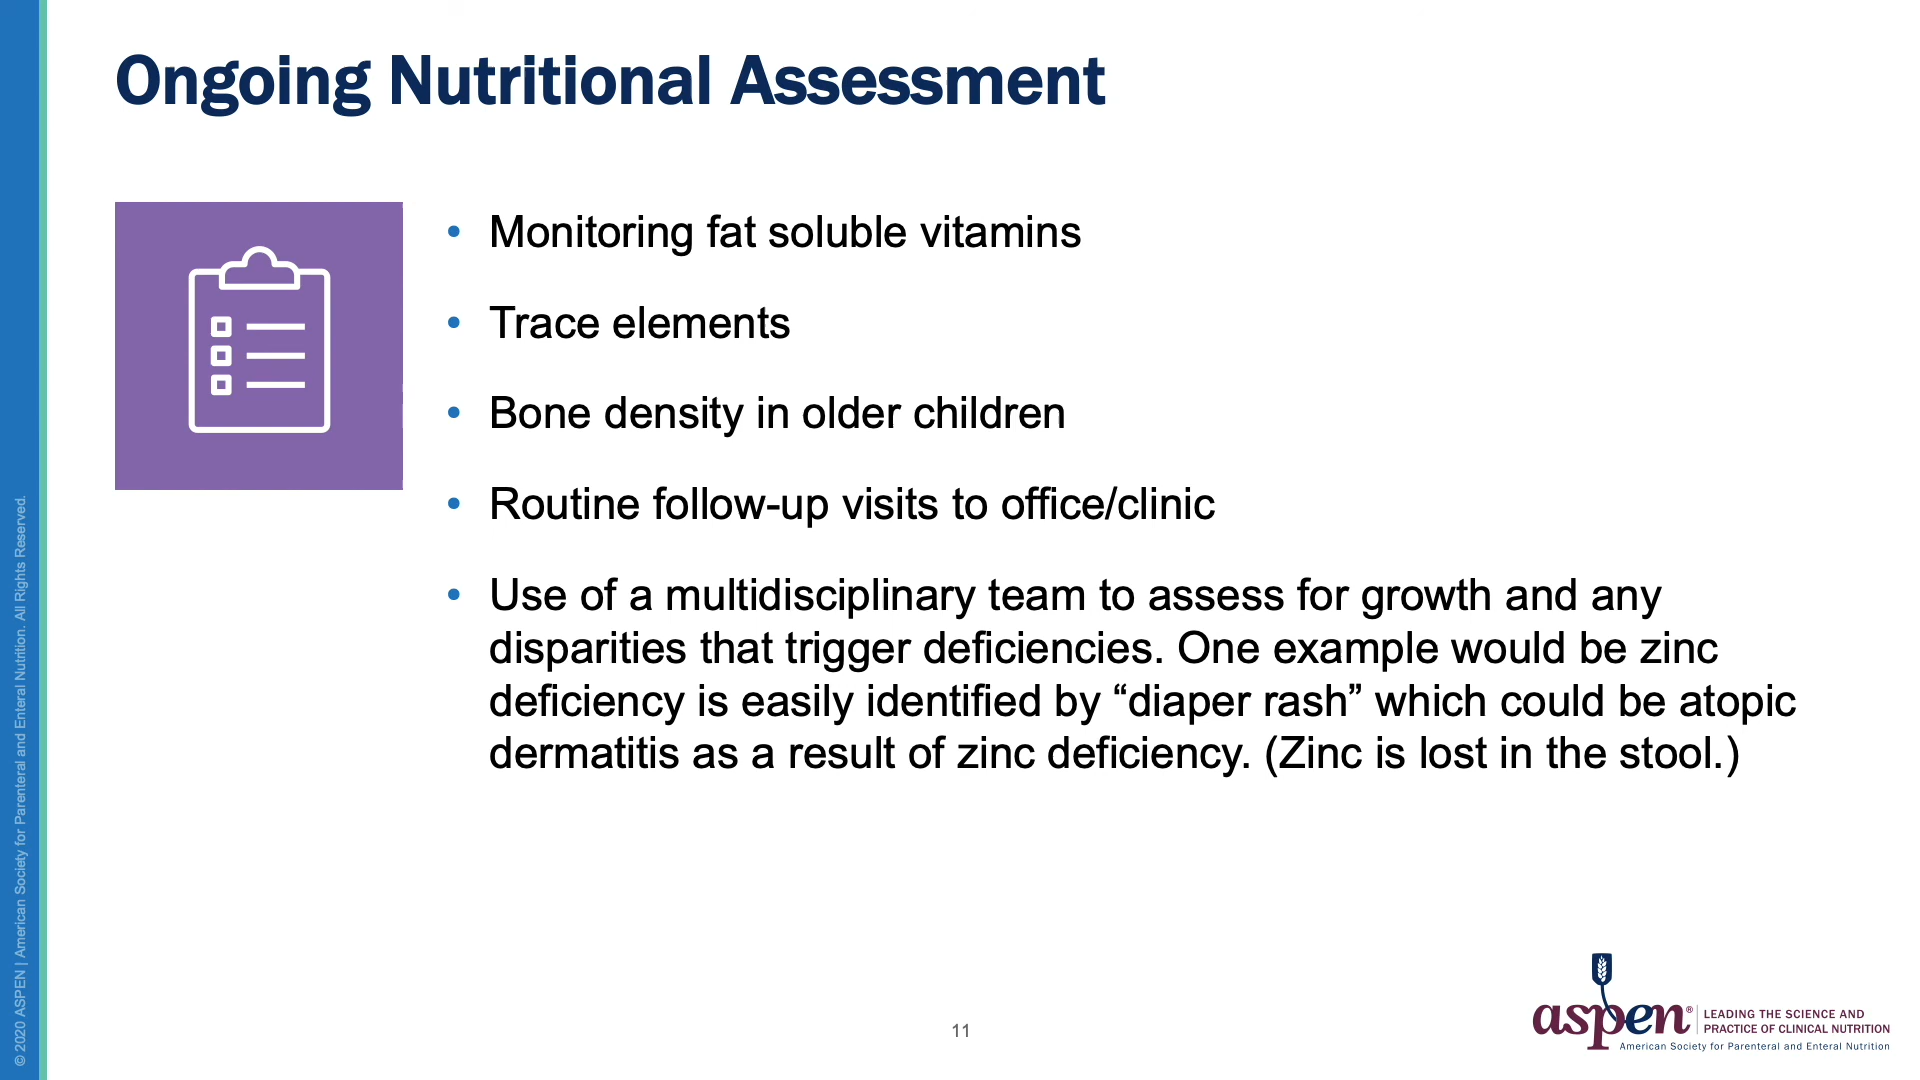 Ongoing Nutritional Assessment
• Monitoring fat soluble vitamins
• Trace elements
• Bone density in older children
• Routine follow-up visits to office/clinic
• Use of a multidisciplinary team to assess for growth and any
disparities that trigger deficiencies. One example would be zinc
deficiency is easily identified by “diaper rash” which could be atopic
dermatitis as a result of zinc deficiency. (Zinc is lost in the stool.)
© 2020 ASPEN | American Society for Parenteral and Enteral Nutrition. All Rights Reserved.
11
aspen®
LEADING THE SCIENCE AND
PRACTICE OF CLINICAL NUTRITION
American Society for Parenteral and Enteral Nutrition